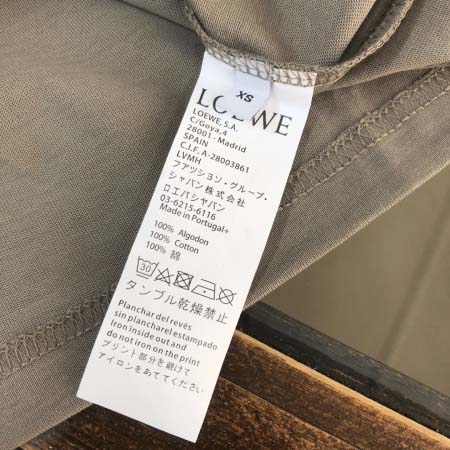 XS
LOEWE
LOEWE, S.A.
C/Goya,4
28001 - Madrid
SPAIN
C.I.F. A-28003861
LVMH
ファッション・グループ・
ジャパン株式会社
ロエベジャパン
03-6215-6116
Made in Portugal+
100% Algodon
100% Cotton
100% 綿
30
タンブル乾燥禁止
Planchar del revés
sin planchar el estampado
Iron inside out and
do not iron on the print
プリント部分を避けて
アイロンをあててください